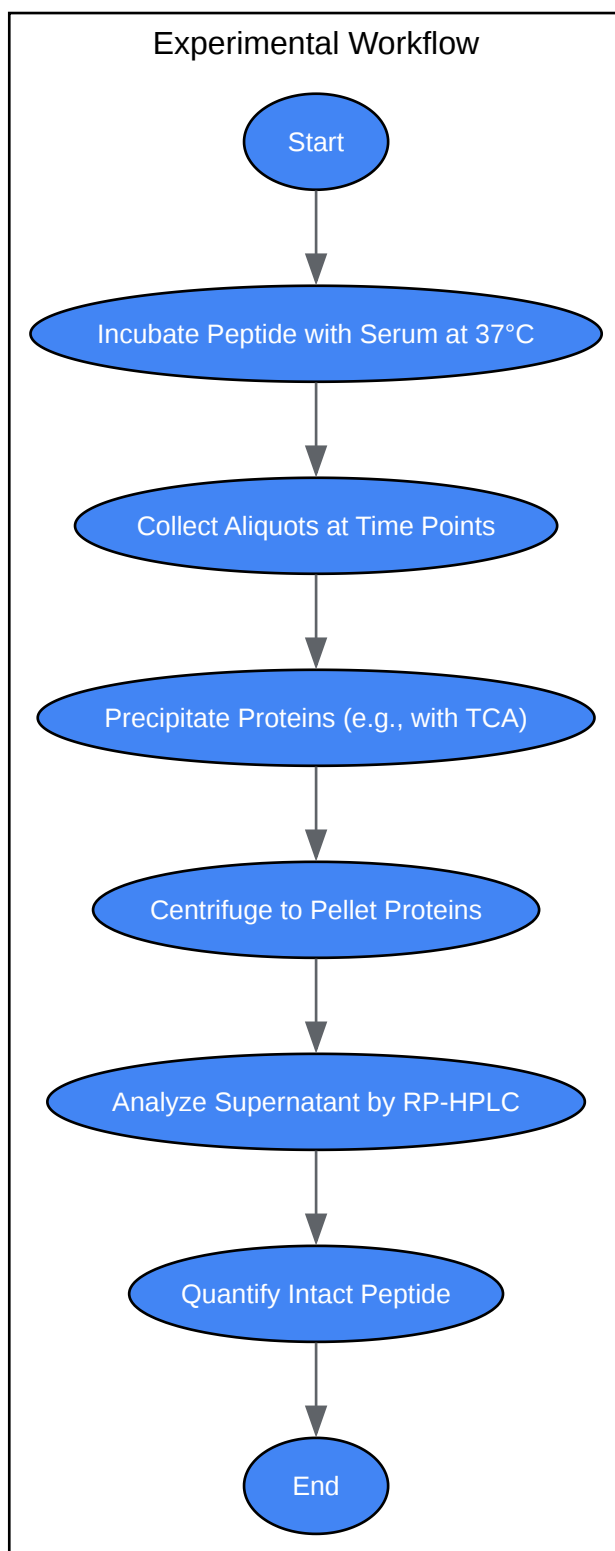 Experimental Workflow
Start
Incubate Peptide with Serum at 37°C
Collect Aliquots at Time Points
Precipitate Proteins (e.g., with TCA)
Centrifuge to Pellet Proteins
Analyze Supernatant by RP-HPLC
Quantify Intact Peptide
End